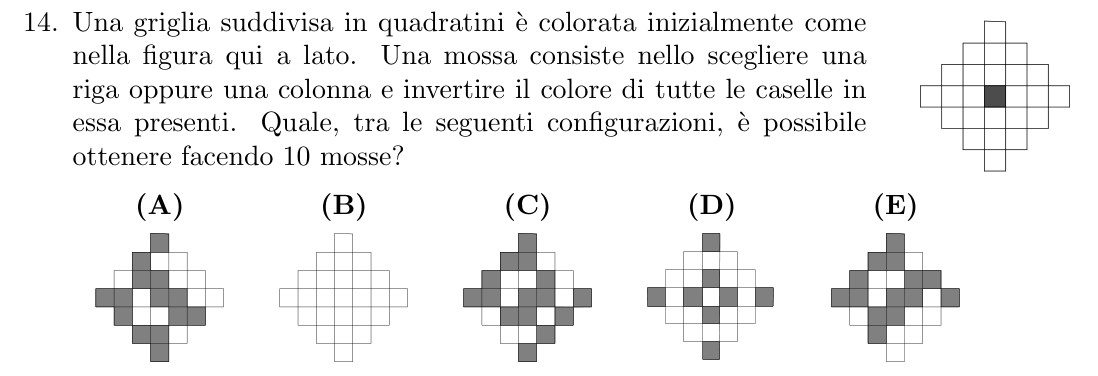 14. Una griglia suddivisa in quadratini è colorata inizialmente come
nella figura qui a lato. Una mossa consiste nello scegliere una
riga oppure una colonna e invertire il colore di tutte le caselle in
essa presenti. Quale, tra le seguenti configurazioni, è possibile
ottenere facendo 10 mosse?
(A) (B) (C) (D) (E)